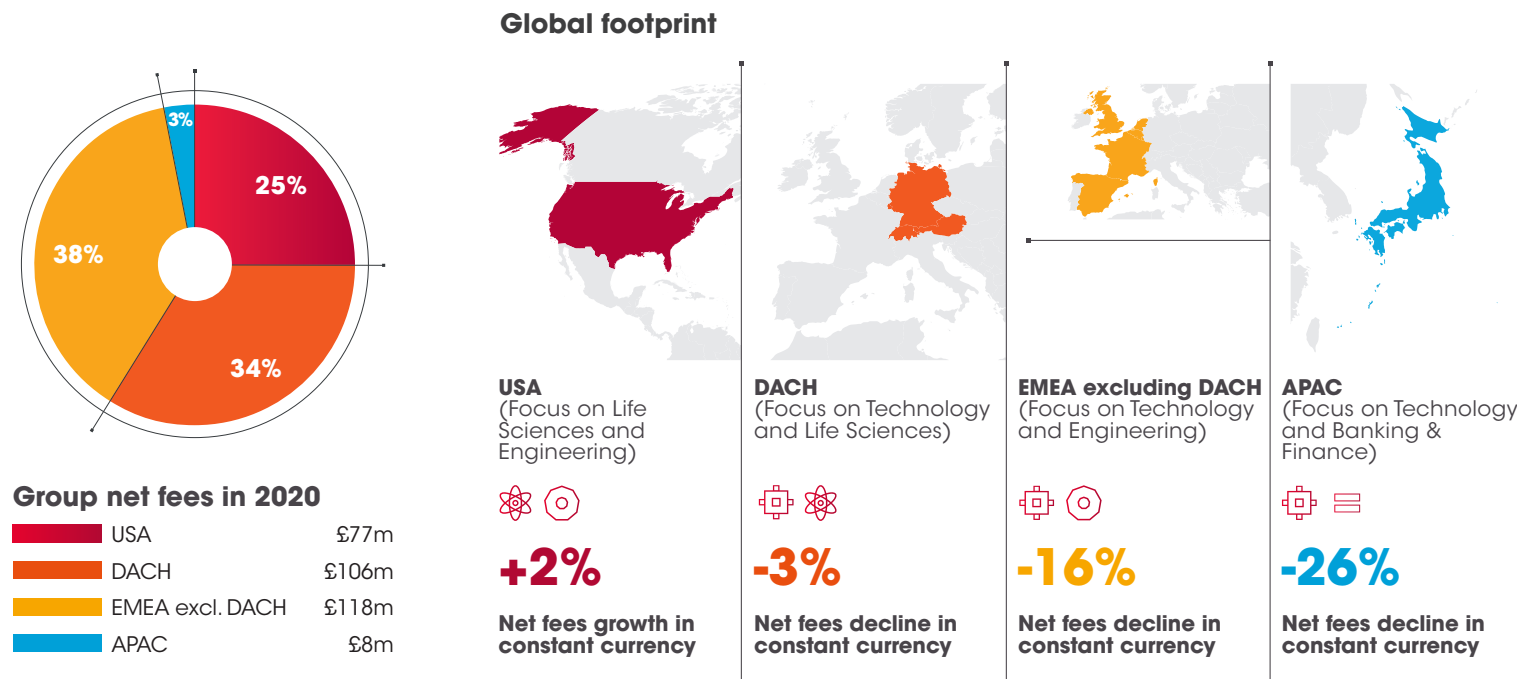 Global footprint
3%
25%
38%
34%
Group net fees in 2020
USA £77m
DACH £106m
EMEA excl. DACH £118m
APAC £8m
USA
(Focus on Life
Sciences and
Engineering)
+2%
Net fees growth in
constant currency
DACH
(Focus on Technology
and Life Sciences)
-3%
Net fees decline in
constant currency
EMEA excluding DACH
(Focus on Technology
and Engineering)
-16%
Net fees decline in
constant currency
APAC
(Focus on Technology
and Banking &
Finance)
-26%
Net fees decline in
constant currency